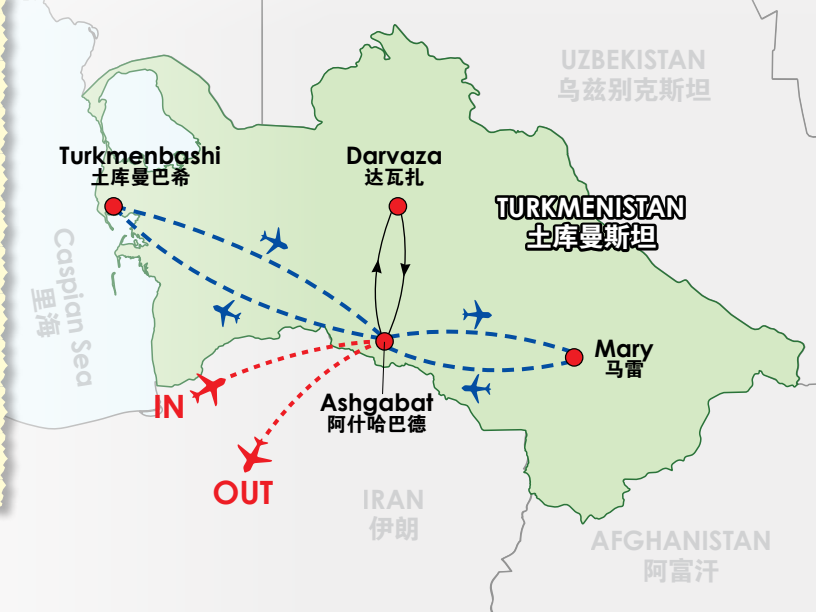 UZBEKISTAN
乌兹别克斯坦
Turkmenbashi
土库曼巴希
Darvaza
达瓦扎
TURKMENISTAN
土库曼斯坦
Caspian Sea
里海
Mary
马雷
IN
Ashgabat
阿什哈巴德
OUT
IRAN
伊朗
AFGHANISTAN
阿富汗